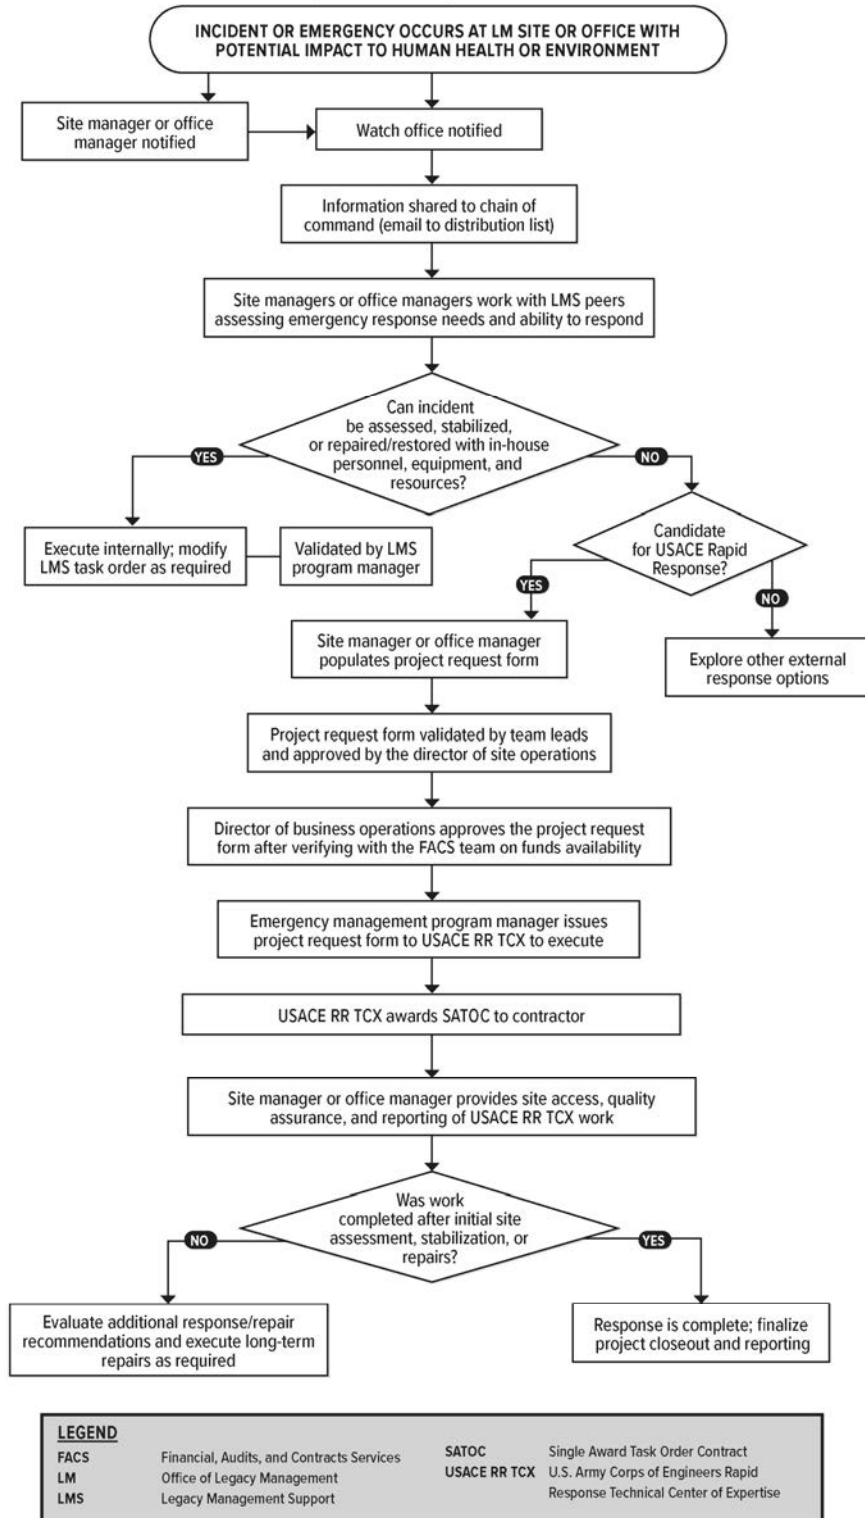 INCIDENT OR EMERGENCY OCCURS AT LM SITE OR OFFICE WITH
POTENTIAL IMPACT TO HUMAN HEALTH OR ENVIRONMENT
Site manager or office
manager notified
Watch office notified
Information shared to chain of
command (email to distribution list)
Site managers or office managers work with LMS peers
assessing emergency response needs and ability to respond
Can incident
be assessed, stabilized,
or repaired/restored with in-house
personnel, equipment, and
resources?
YES
NO
Execute internally; modify
LMS task order as required
Validated by LMS
program manager
Candidate
for USACE Rapid
Response?
YES
NO
Site manager or office manager
populates project request form
Explore other external
response options
Project request form validated by team leads
and approved by the director of site operations
Director of business operations approves the project request
form after verifying with the FACS team on funds availability
Emergency management program manager issues
project request form to USACE RR TCX to execute
USACE RR TCX awards SATOC to contractor
Site manager or office manager provides site access, quality
assurance, and reporting of USACE RR TCX work
Was work
completed after initial site
assessment, stabilization, or
repairs?
NO
YES
Evaluate additional response/repair
recommendations and execute long-term
repairs as required
Response is complete; finalize
project closeout and reporting
LEGEND
FACS Financial, Audits, and Contracts Services
LM Office of Legacy Management
LMS Legacy Management Support
SATOC Single Award Task Order Contract
USACE RR TCX U.S. Army Corps of Engineers Rapid
Response Technical Center of Expertise